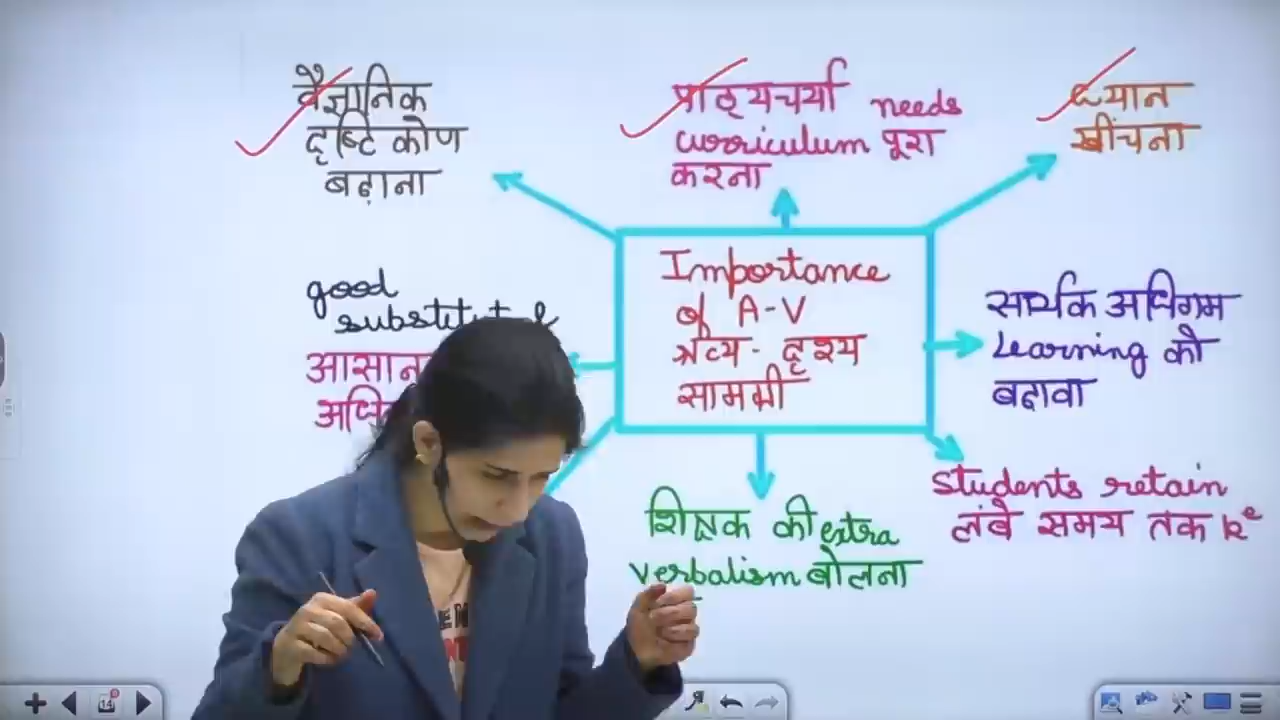 वैज्ञानिक
दृष्टिकोण
बढ़ाना
पाठ्यचर्या needs
curriculum पूरा
करना
ध्यान
खींचना
good
आसान
Importance
of A-V
श्रव्य-दृश्य
सामग्री
सार्थक अधिगम
Learning को
बढावा
Students retain
लंबे समय तक
शिक्षक की extra
verbalism बोलना
14